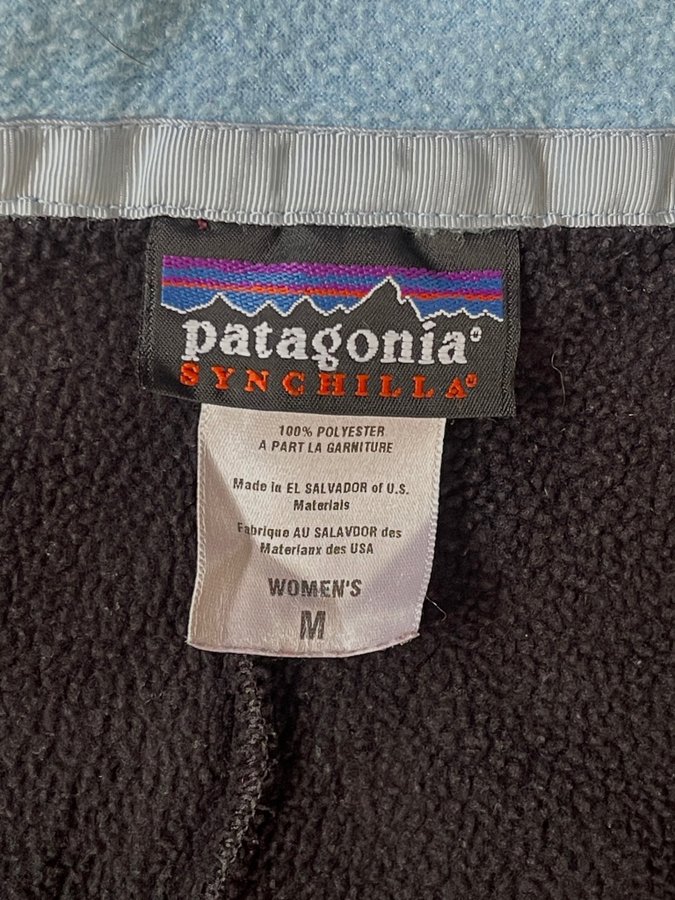 patagonia®
SYNCHILLA®
100% POLYESTER
A PART LA GARNITURE
Made in EL SALVADOR of U.S.
Materials
Fabrique AU SALAVDOR des
Materiaux des USA
WOMEN'S
M